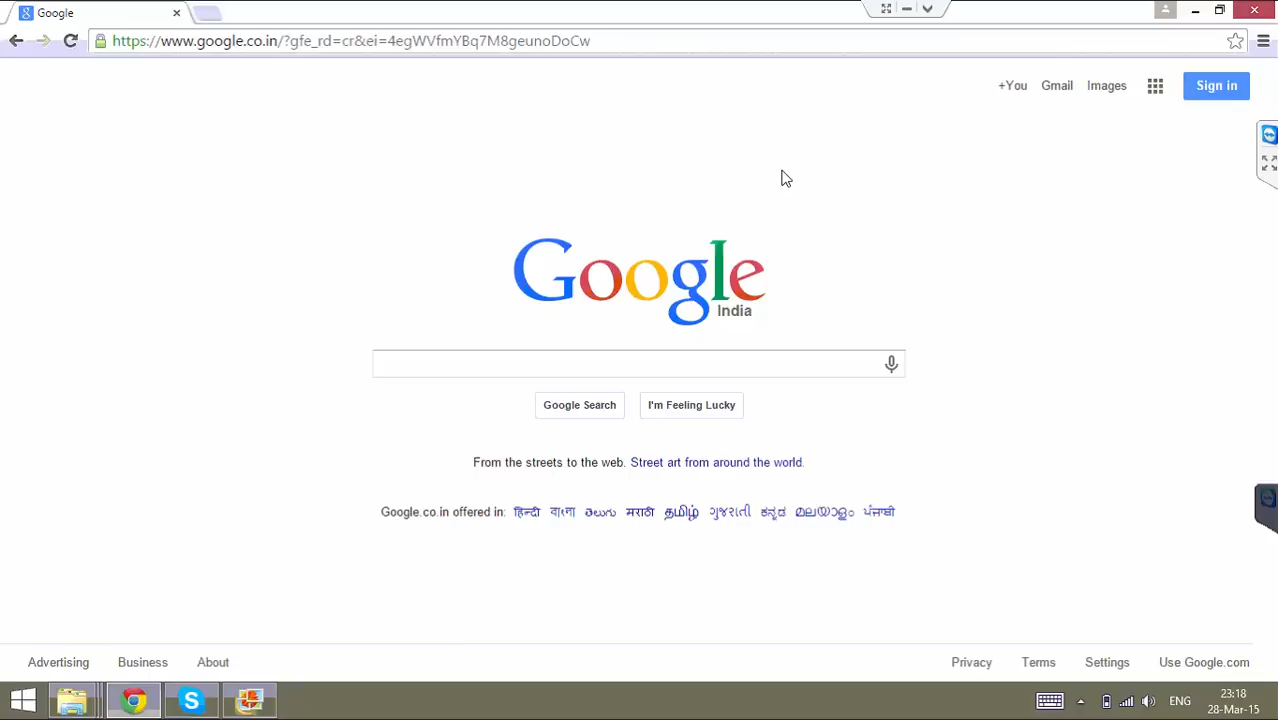 Google
https://www.google.co.in/?gfe_rd=cr&ei=4egWVfmYBq7M8geunoDoCw
+You Gmail Images Sign in
Google
India
Google Search I'm Feeling Lucky
From the streets to the web. Street art from around the world.
Google.co.in offered in: हिन्दी বাংলা తెలుగు मराठी தமிழ் ગુજરાતી ಕನ್ನಡ മലയാളം ਪੰਜਾਬੀ
Advertising Business About Privacy Terms Settings Use Google.com
ENG 23:18
28-Mar-15